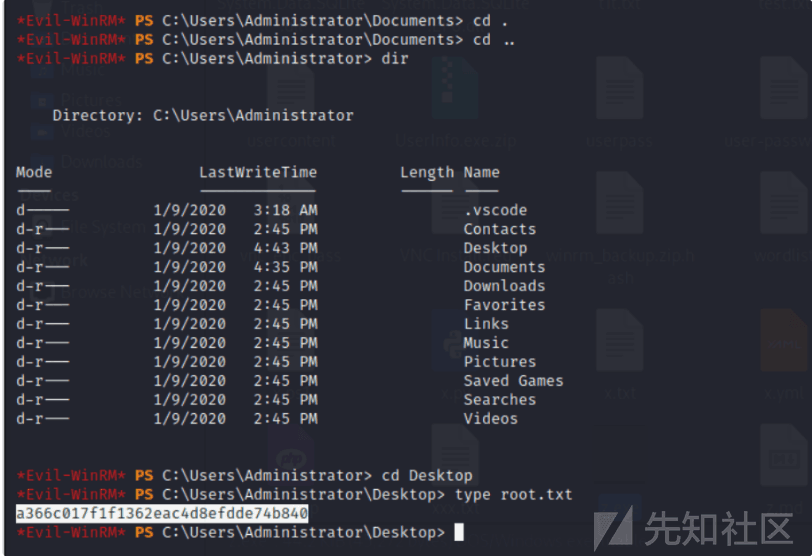 *Evil-WinRM* PS C:\Users\Administrator\Documents> cd .
*Evil-WinRM* PS C:\Users\Administrator\Documents> cd ..
*Evil-WinRM* PS C:\Users\Administrator> dir
Directory: C:\Users\Administrator
Mode LastWriteTime Length Name
---- ------------- ------ ----
d----- 1/9/2020 3:18 AM .vscode
d-r--- 1/9/2020 2:45 PM Contacts
d-r--- 1/9/2020 4:43 PM Desktop
d-r--- 1/9/2020 4:35 PM Documents
d-r--- 1/9/2020 2:45 PM Downloads
d-r--- 1/9/2020 2:45 PM Favorites
d-r--- 1/9/2020 2:45 PM Links
d-r--- 1/9/2020 2:45 PM Music
d-r--- 1/9/2020 2:45 PM Pictures
d-r--- 1/9/2020 2:45 PM Saved Games
d-r--- 1/9/2020 2:45 PM Searches
d-r--- 1/9/2020 2:45 PM Videos
*Evil-WinRM* PS C:\Users\Administrator> cd Desktop
*Evil-WinRM* PS C:\Users\Administrator\Desktop> type root.txt
a366c017f1f1362eac4d8efdde74b840
*Evil-WinRM* PS C:\Users\Administrator\Desktop>
先知社区